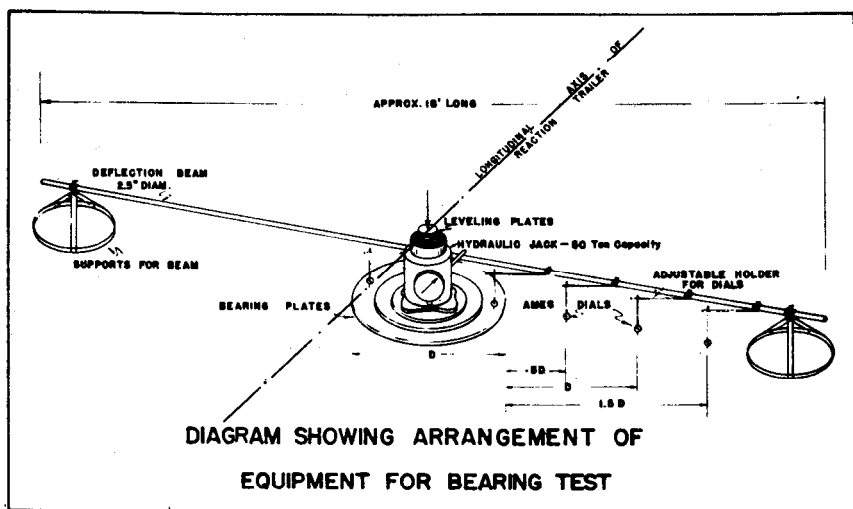 APPROX. 16' LONG
LONGITUDINAL AXIS OF
REACTION TRAILER
DEFLECTION BEAM
2.5" DIAM.
LEVELING PLATES
HYDRAULIC JACK - 50 Ton Capacity
SUPPORTS FOR BEAM
ADJUSTABLE HOLDER
FOR DIALS
BEARING PLATES
AMES DIALS
D
.5D
D
1.5 D
DIAGRAM SHOWING ARRANGEMENT OF
EQUIPMENT FOR BEARING TEST